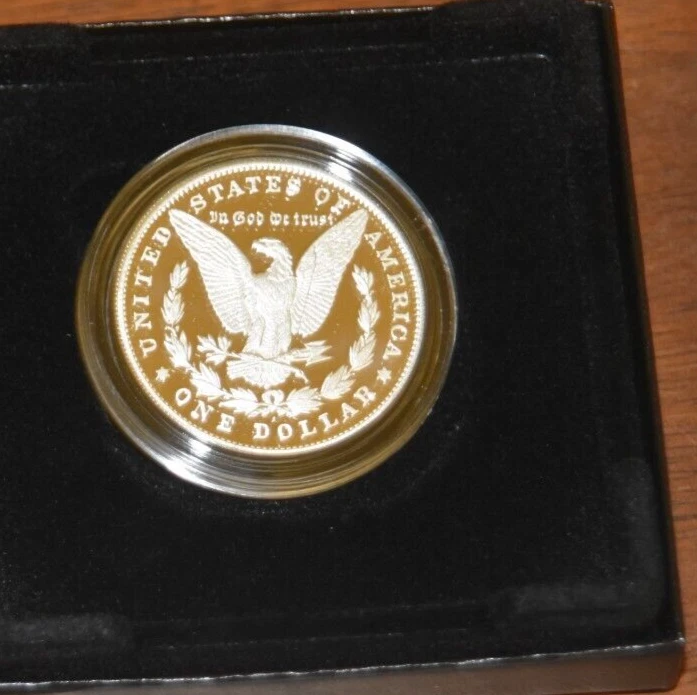 UNITED STATES OF AMERICA
In God we trust
ONE DOLLAR